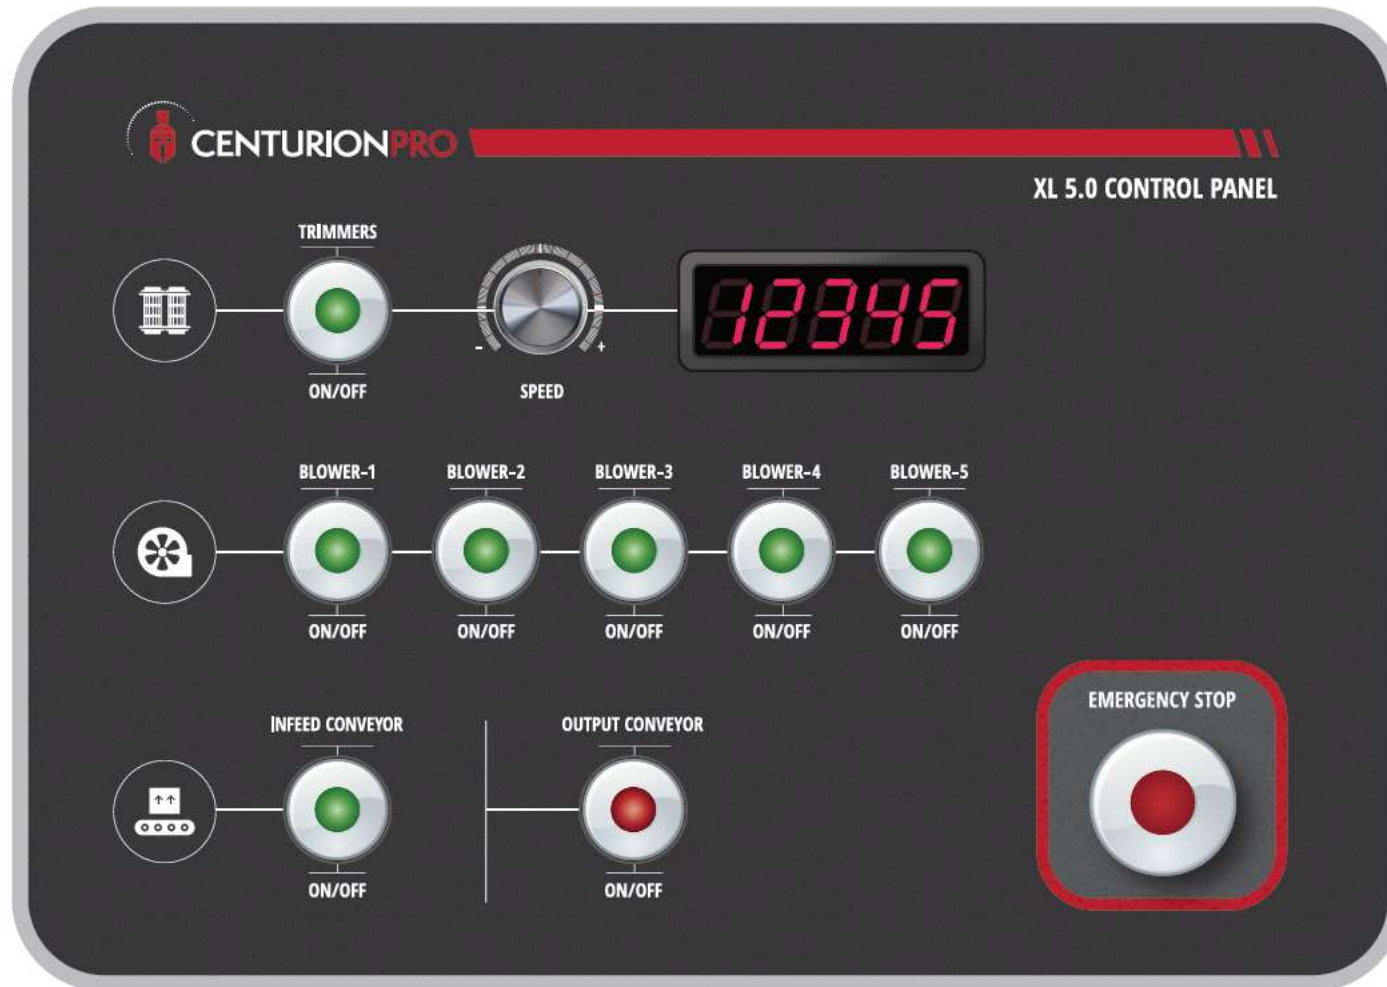 CENTURIONPRO
XL 5.0 CONTROL PANEL
TRIMMERS
12345
- +
ON/OFF
SPEED
BLOWER-1 BLOWER-2 BLOWER-3 BLOWER-4 BLOWER-5
ON/OFF ON/OFF ON/OFF ON/OFF ON/OFF
EMERGENCY STOP
INFEED CONVEYOR OUTPUT CONVEYOR
ON/OFF ON/OFF